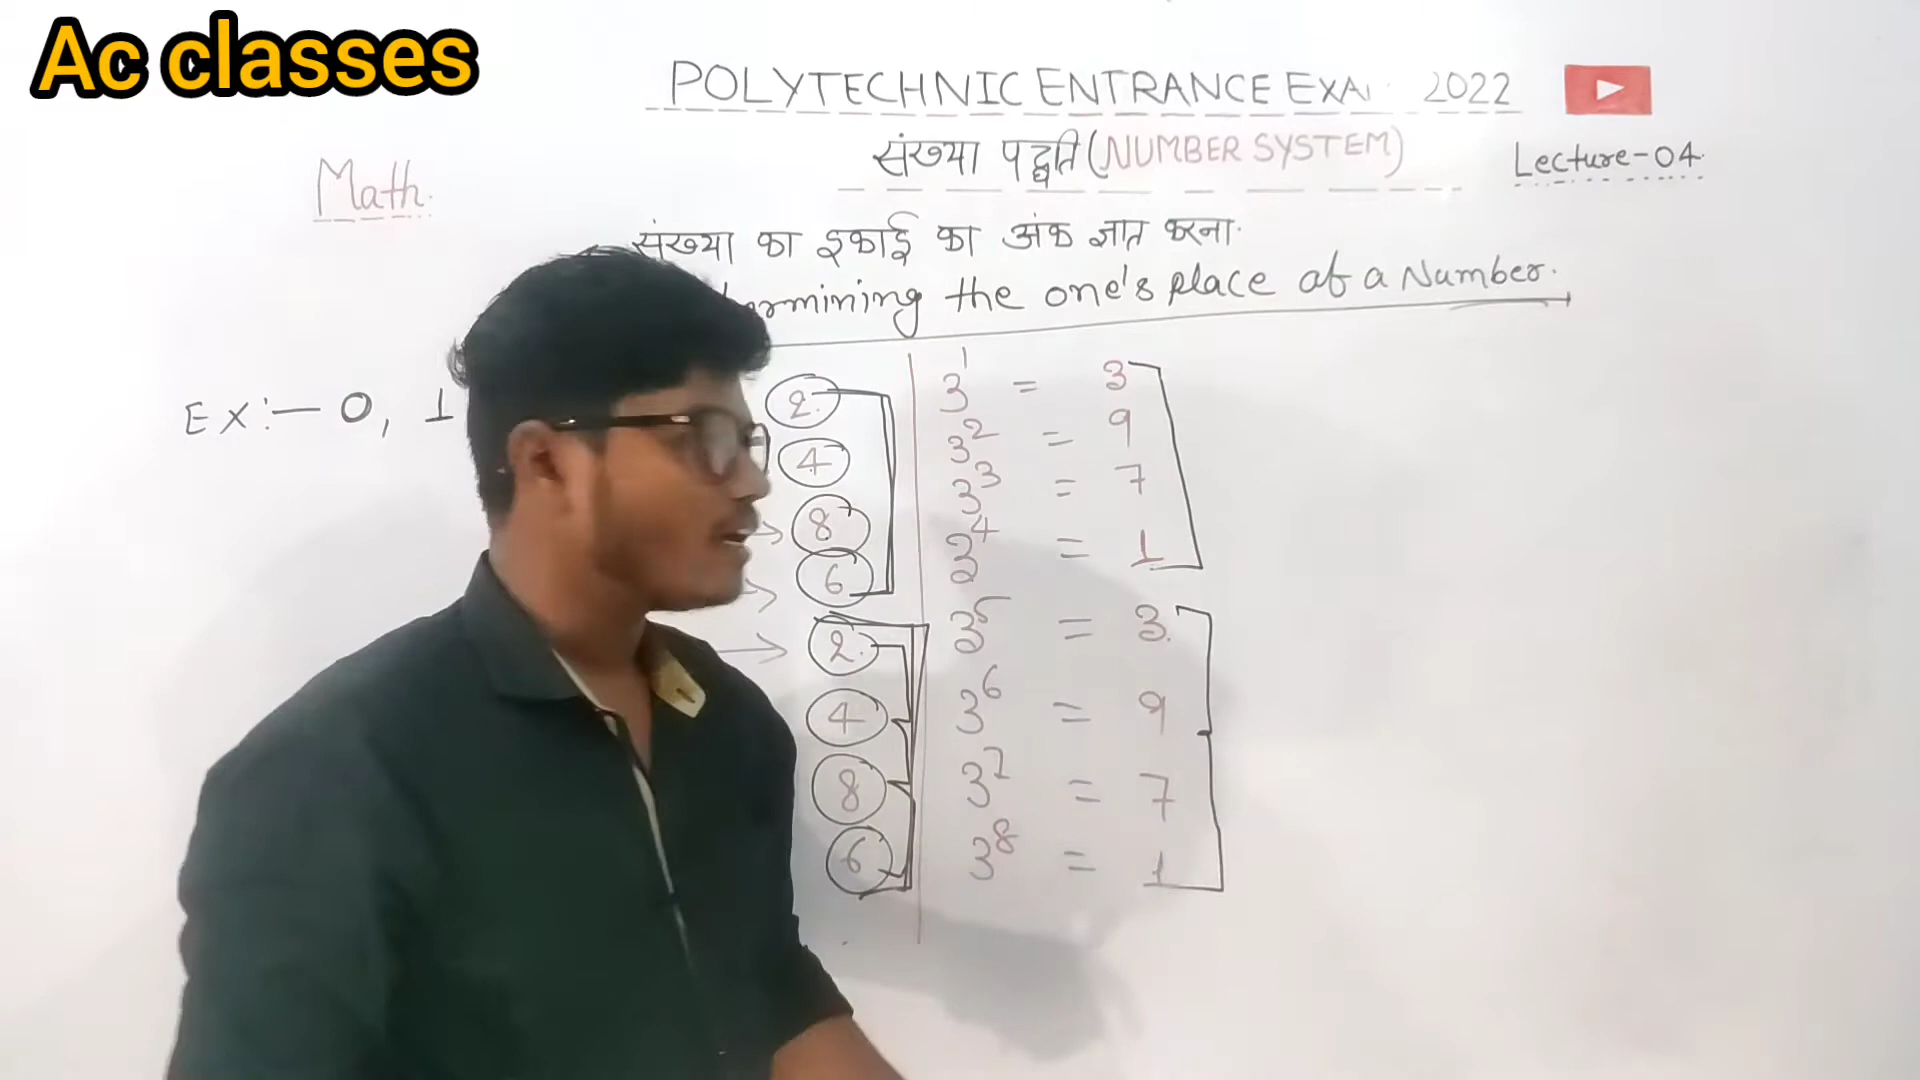 Ac classes
POLYTECHNIC ENTRANCE 2022
संख्या पद्धति (NUMBER SYSTEM)
Lecture-04
Math
संख्या का इकाई का अंक ज्ञात करना
the one's place of a Number.
Ex:- 0, 1
2
4
8
6
2
4
8
6
3¹ = 3
3² = 9
3³ = 7
3⁴ = 1
3⁵ = 3
3⁶ = 9
3⁷ = 7
3⁸ = 1